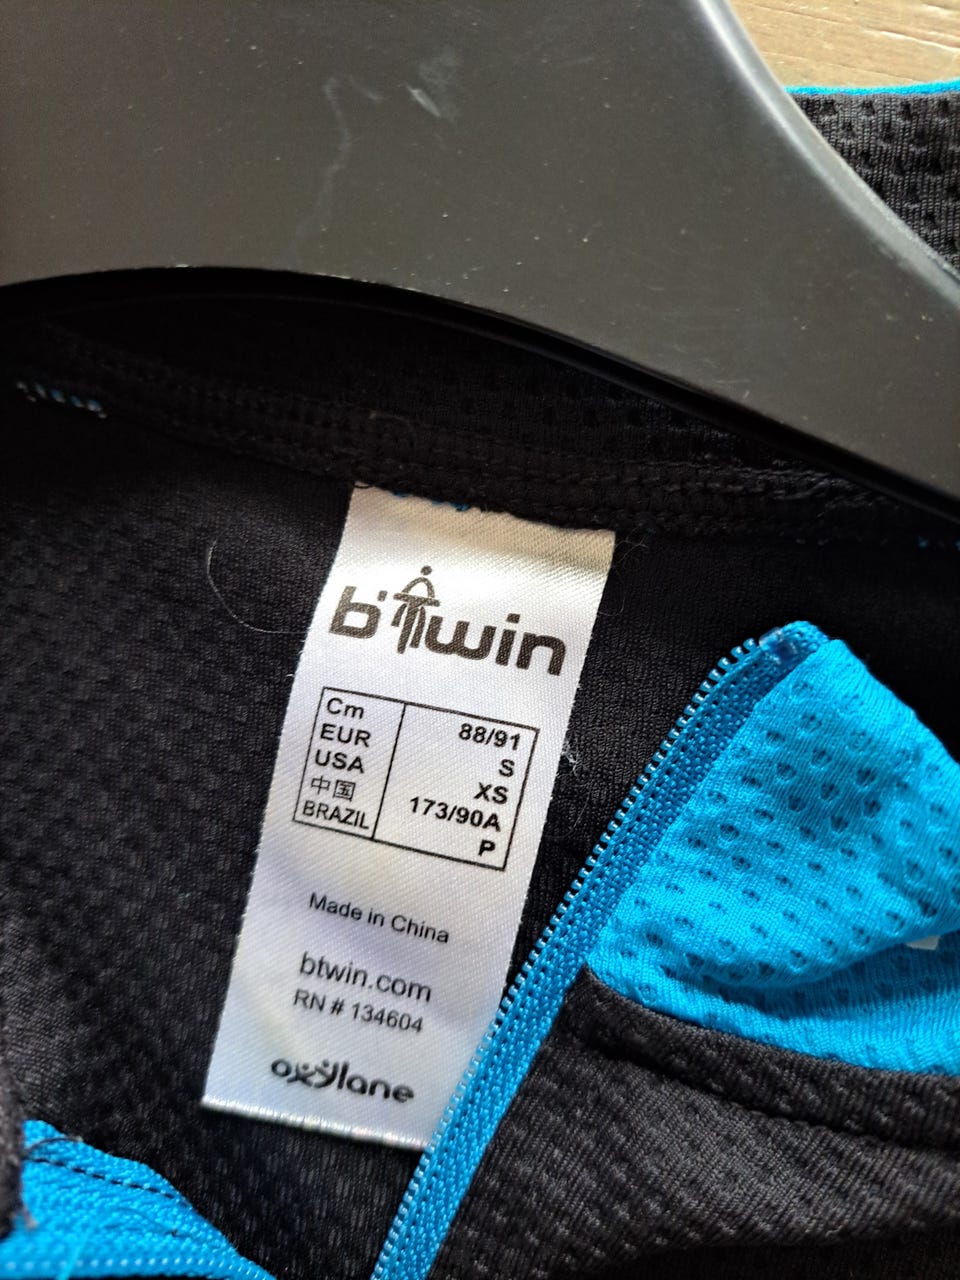 b'Twin
Cm 88/91
EUR S
USA XS
中国 173/90A
BRAZIL P
Made in China
btwin.com
RN # 134604
oxylane